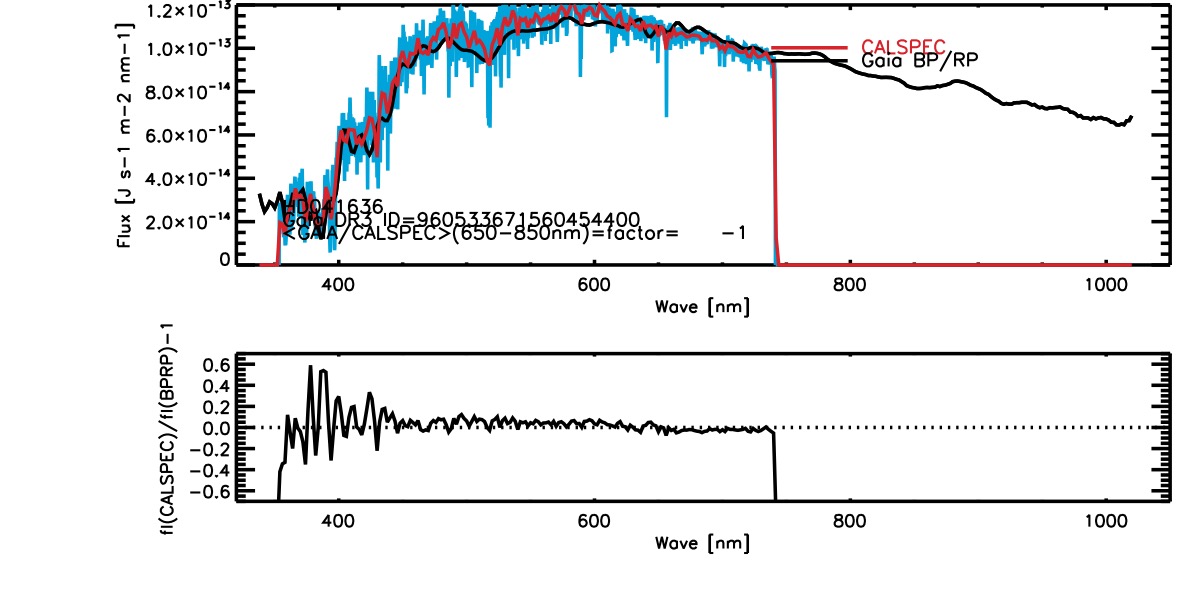 1.2×10⁻¹³
1.0×10⁻¹³
8.0×10⁻¹⁴
6.0×10⁻¹⁴
4.0×10⁻¹⁴
2.0×10⁻¹⁴
0
Flux [J s−1 m−2 nm−1]
CALSPEC
Gaia BP/RP
HD041636
Gaia DR3 ID=960533671560454400
<GAIA/CALSPEC>(650−850nm)=factor= −1
400 600 800 1000
Wave [nm]
fl(CALSPEC)/fl(BPRP)−1
0.6
0.4
0.2
0.0
−0.2
−0.4
−0.6
400 600 800 1000
Wave [nm]